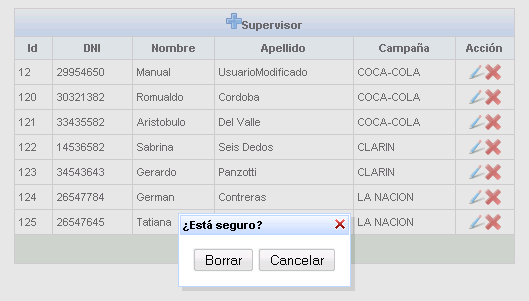 Supervisor
Id DNI Nombre Apellido Campaña Acción
12 29954650 Manual UsuarioModificado COCA-COLA
120 30321382 Romualdo Cordoba COCA-COLA
121 33435582 Aristobulo Del Valle COCA-COLA
122 14536582 Sabrina Seis Dedos CLARIN
123 34543643 Gerardo Panzotti CLARIN
124 26547784 German Contreras LA NACION
125 26547645 Tatiana LA NACION
¿Está seguro?
Borrar Cancelar